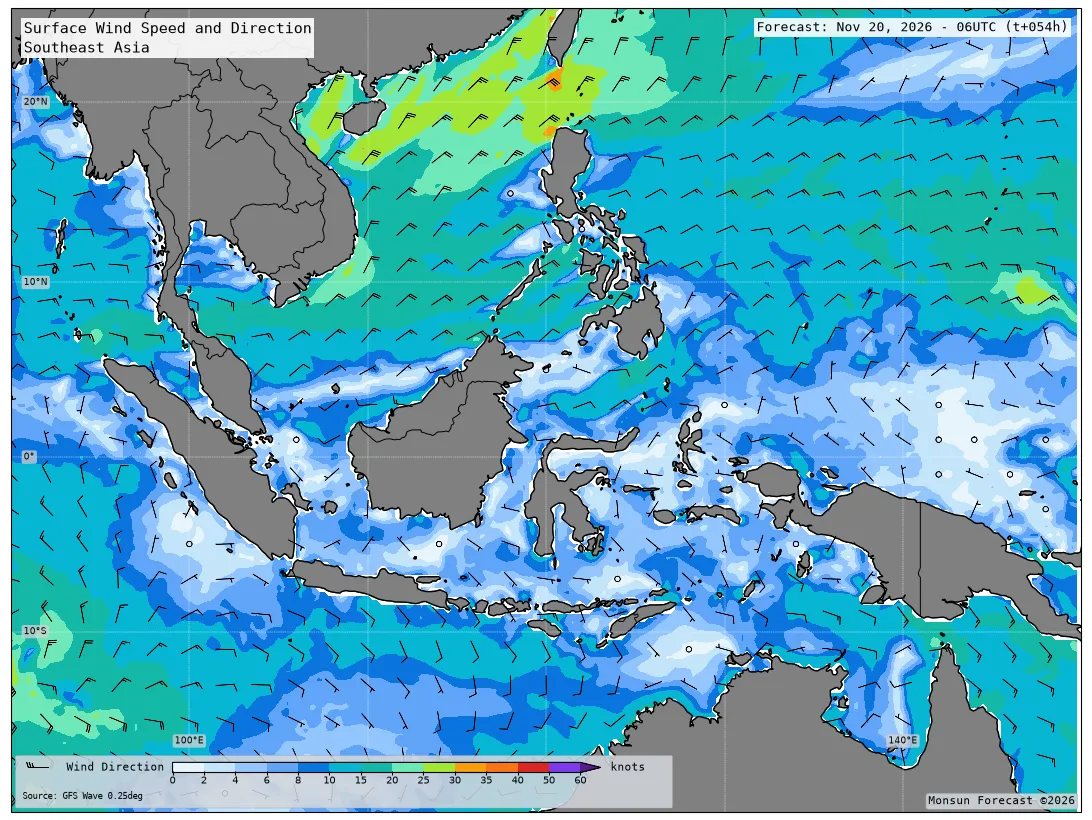 Surface Wind Speed and Direction
Southeast Asia
Forecast: Nov 20, 2026 - 06UTC (t+054h)
20°N
10°N
0°
10°S
100°E
140°E
Wind Direction
knots
0 2 4 6 8 10 15 20 25 30 35 40 50 60
Source: GFS Wave 0.25deg
Monsun Forecast ©2026